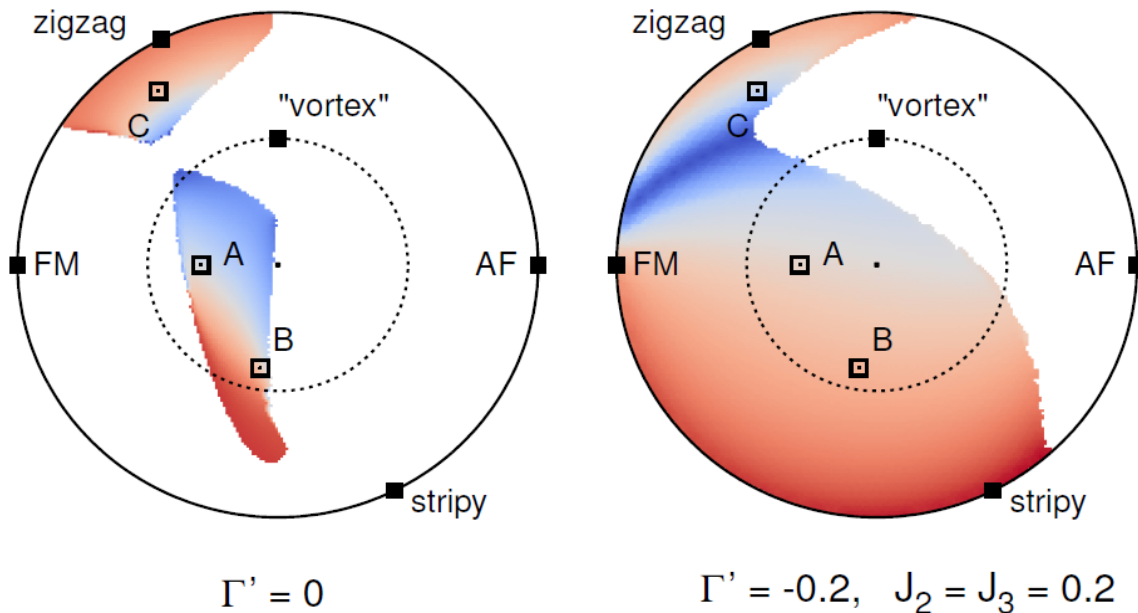 zigzag
"vortex"
C
FM
A
AF
B
stripy
Γ' = 0
zigzag
"vortex"
C
FM
A
AF
B
stripy
Γ' = -0.2, J₂ = J₃ = 0.2